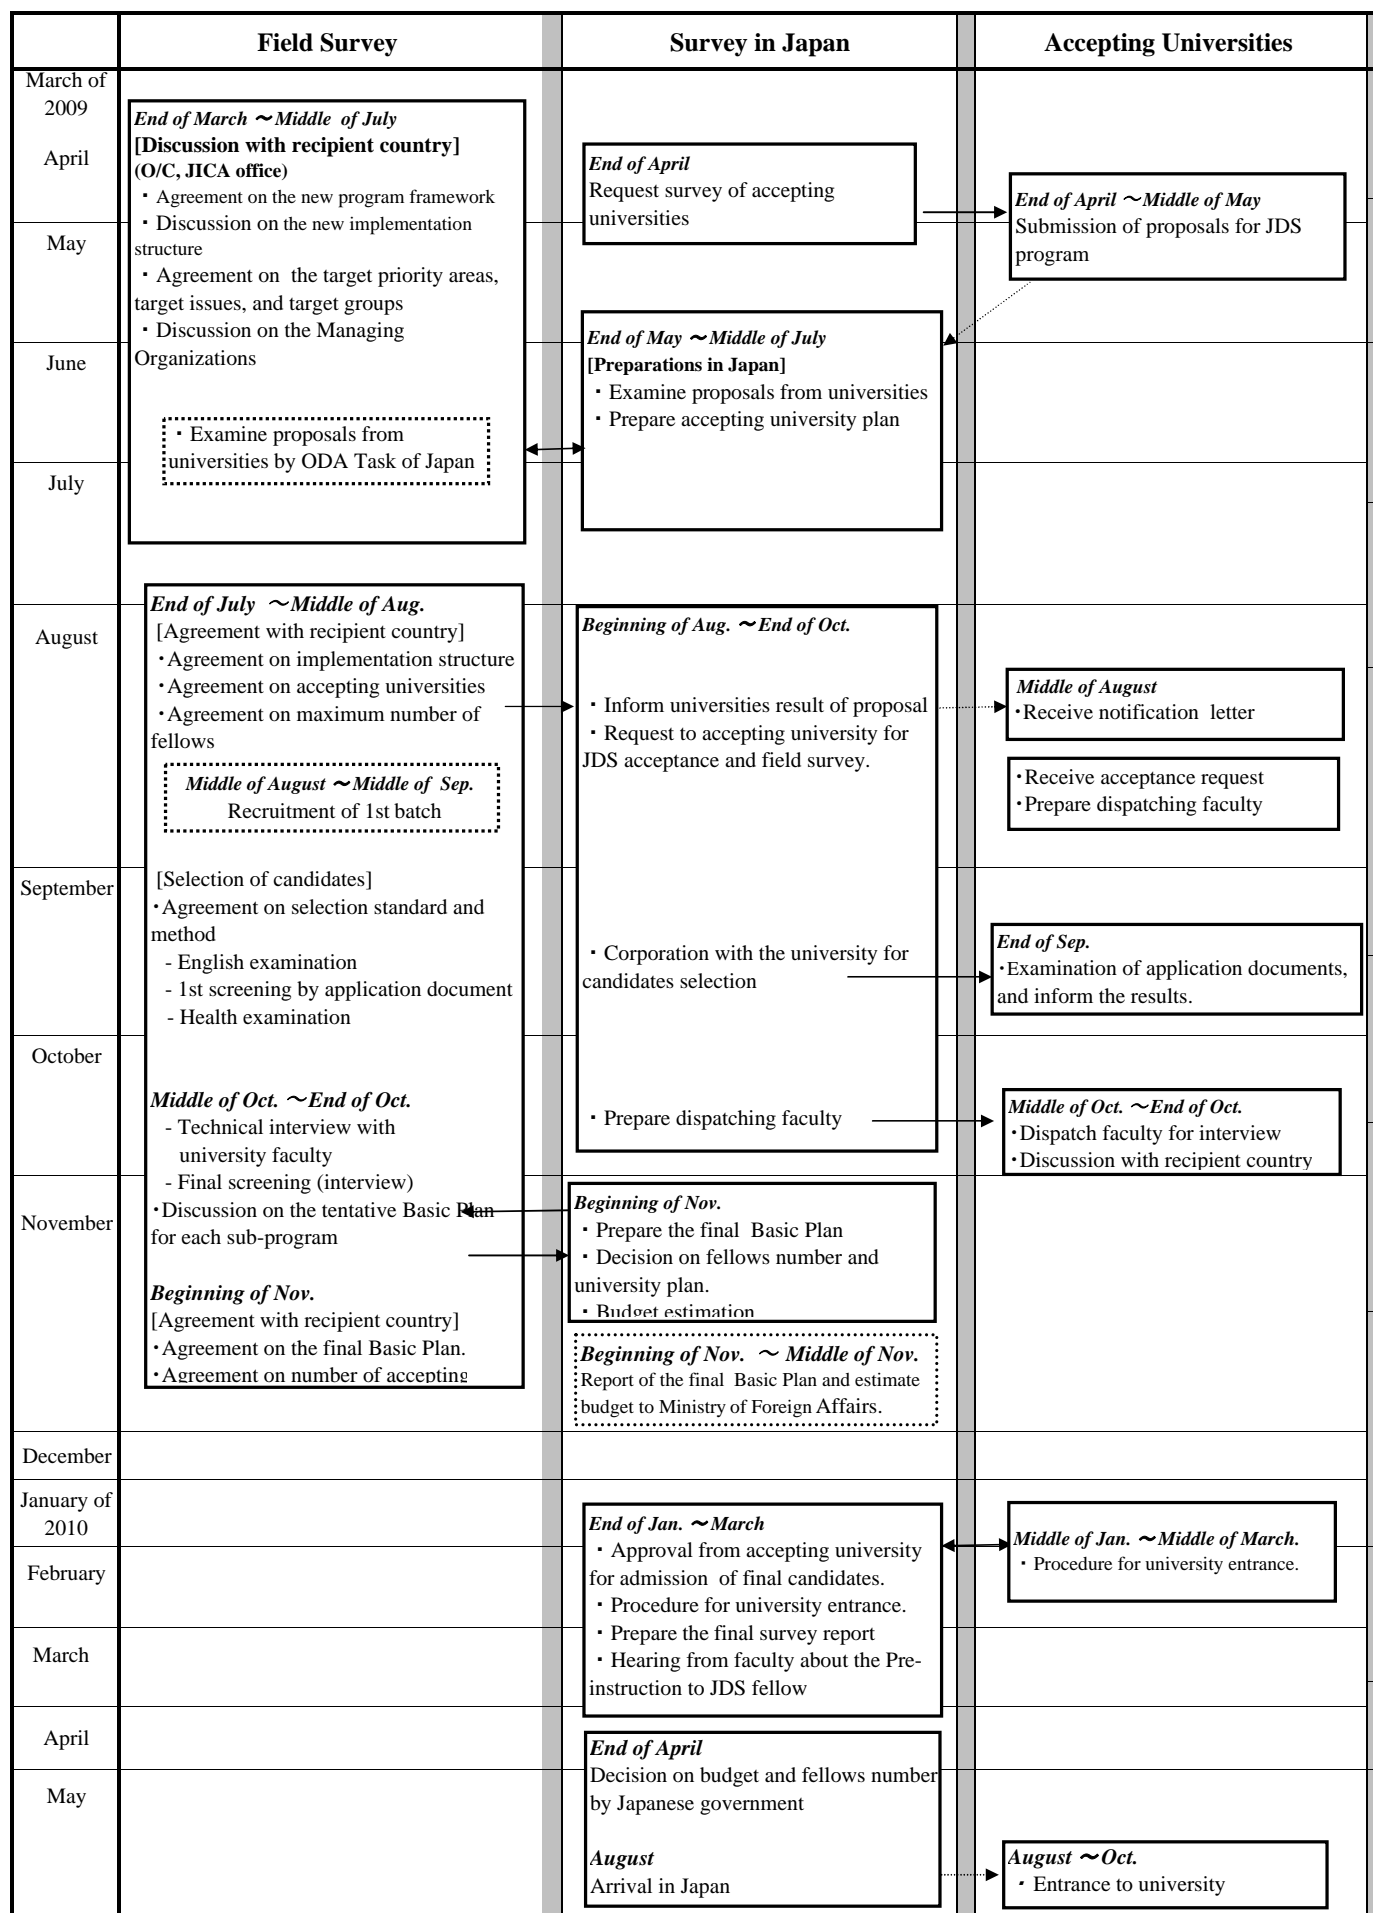 Field Survey
Survey in Japan
Accepting Universities
March of
2009
April
May
June
July
August
September
October
November
December
January of
2010
February
March
April
May
End of March ～Middle of July
[Discussion with recipient country]
(O/C, JICA office)
・Agreement on the new program framework
・Discussion on the new implementation
structure
・Agreement on the target priority areas,
target issues, and target groups
・Discussion on the Managing
Organizations
・Examine proposals from
universities by ODA Task of Japan
End of July ～Middle of Aug.
[Agreement with recipient country]
・Agreement on implementation structure
・Agreement on accepting universities
・Agreement on maximum number of
fellows
Middle of August ～Middle of Sep.
Recruitment of 1st batch
[Selection of candidates]
・Agreement on selection standard and
method
- English examination
- 1st screening by application document
- Health examination
Middle of Oct. ～End of Oct.
- Technical interview with
university faculty
- Final screening (interview)
・Discussion on the tentative Basic Plan
for each sub-program
Beginning of Nov.
[Agreement with recipient country]
・Agreement on the final Basic Plan.
・Agreement on number of accepting
End of April
Request survey of accepting
universities
End of May ～Middle of July
[Preparations in Japan]
・Examine proposals from universities
・Prepare accepting university plan
Beginning of Aug. ～End of Oct.
・Inform universities result of proposal
・Request to accepting university for
JDS acceptance and field survey.
・Corporation with the university for
candidates selection
・Prepare dispatching faculty
Beginning of Nov.
・Prepare the final Basic Plan
・Decision on fellows number and
university plan.
・Budget estimation
Beginning of Nov. ～ Middle of Nov.
Report of the final Basic Plan and estimate
budget to Ministry of Foreign Affairs.
End of Jan. ～March
・Approval from accepting university
for admission of final candidates.
・Procedure for university entrance.
・Prepare the final survey report
・Hearing from faculty about the Pre-
instruction to JDS fellow
End of April
Decision on budget and fellows number
by Japanese government
August
Arrival in Japan
End of April ～Middle of May
Submission of proposals for JDS
program
Middle of August
・Receive notification letter
・Receive acceptance request
・Prepare dispatching faculty
End of Sep.
・Examination of application documents,
and inform the results.
Middle of Oct. ～End of Oct.
・Dispatch faculty for interview
・Discussion with recipient country
Middle of Jan. ～Middle of March.
・Procedure for university entrance.
August ～Oct.
・Entrance to university